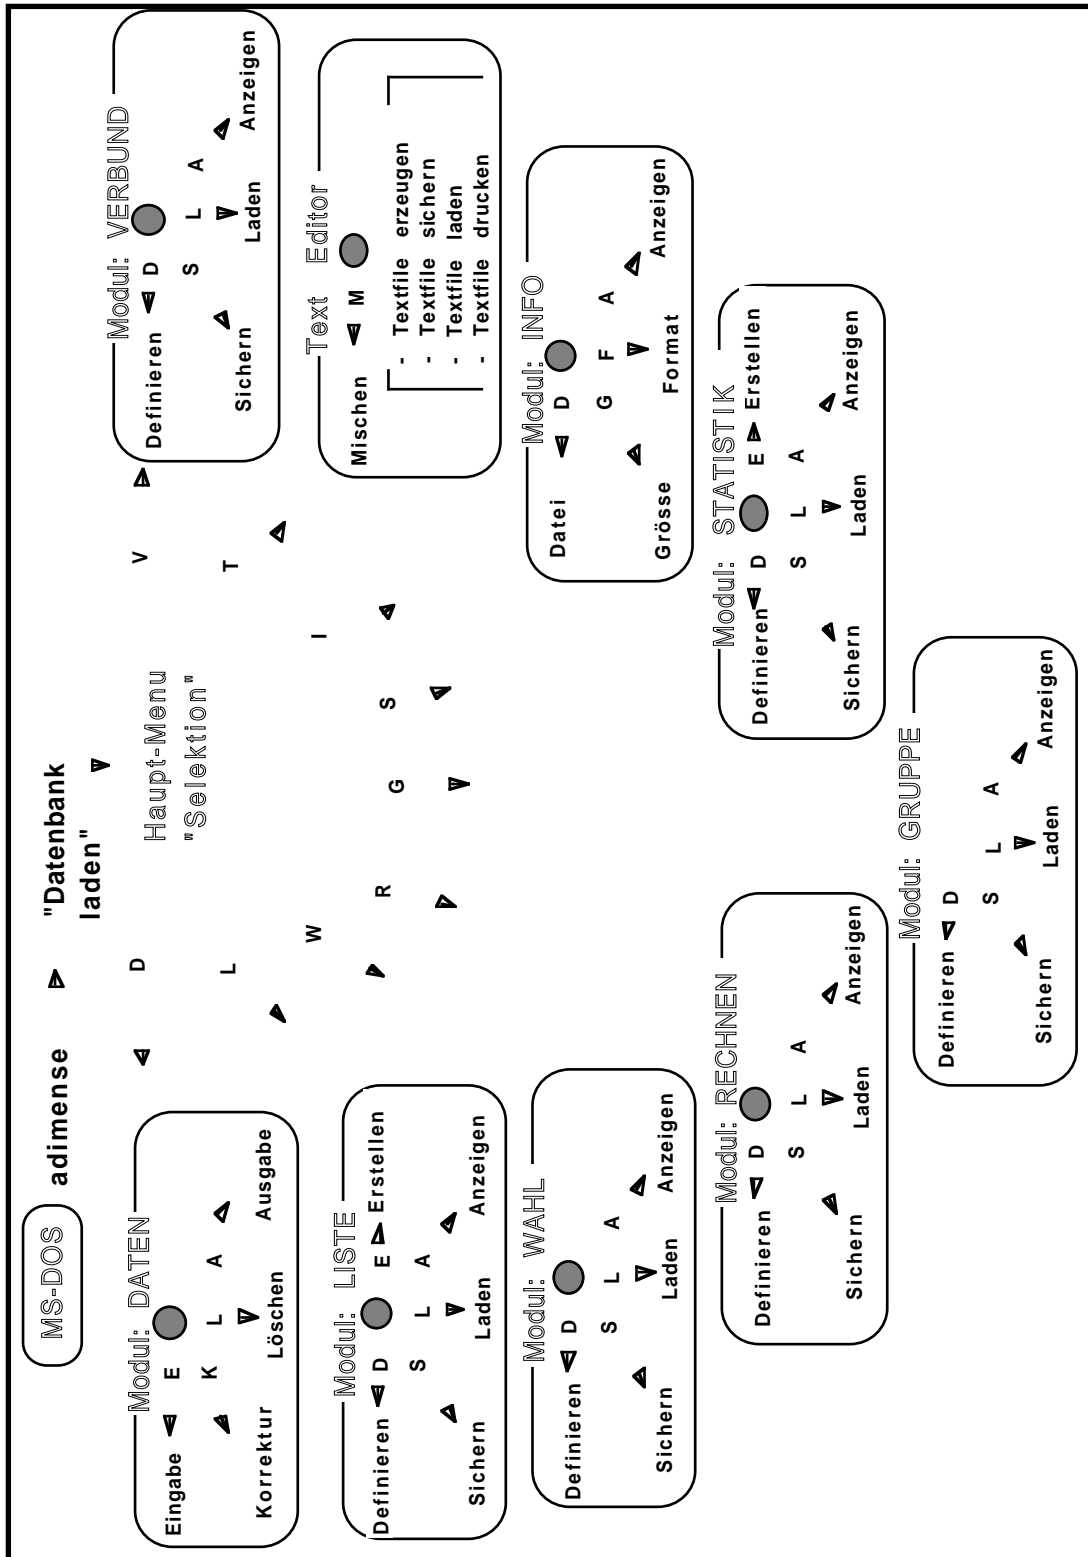 MS-DOS
adimense
"Datenbank
laden"
Haupt-Menu
"Selektion"
D
L
W
R
G
S
I
T
V
Modul: DATEN
Eingabe
E
K
L
A
Korrektur
Löschen
Ausgabe
Modul: LISTE
Definieren
D
E
Erstellen
S
L
A
Sichern
Laden
Anzeigen
Modul: WAHL
Definieren
D
S
L
A
Sichern
Laden
Anzeigen
Modul: RECHNEN
Definieren
D
S
L
A
Sichern
Laden
Anzeigen
Modul: GRUPPE
Definieren
D
S
L
A
Sichern
Laden
Anzeigen
Modul: STATISTIK
Definieren
D
E
Erstellen
S
L
A
Sichern
Laden
Anzeigen
Modul: INFO
Datei
D
G
F
A
Grösse
Format
Anzeigen
Text Editor
Mischen
M
- Textfile erzeugen
- Textfile sichern
- Textfile laden
- Textfile drucken
Modul: VERBUND
Definieren
D
S
L
A
Sichern
Laden
Anzeigen